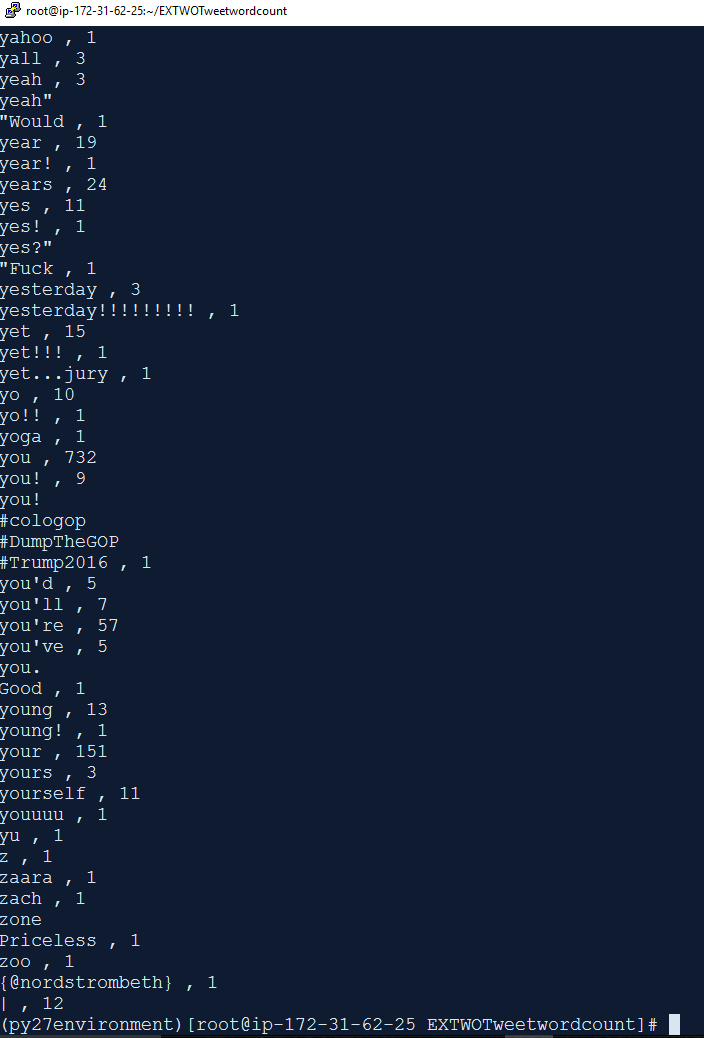 root@ip-172-31-62-25:~/EXTWOTweetwordcount
yahoo , 1
yall , 3
yeah , 3
yeah"
"Would , 1
year , 19
year! , 1
years , 24
yes , 11
yes! , 1
yes?"
"Fuck , 1
yesterday , 3
yesterday!!!!!!!!! , 1
yet , 15
yet!!! , 1
yet...jury , 1
yo , 10
yo!! , 1
yoga , 1
you , 732
you! , 9
you!
#cologop
#DumpTheGOP
#Trump2016 , 1
you'd , 5
you'll , 7
you're , 57
you've , 5
you.
Good , 1
young , 13
young! , 1
your , 151
yours , 3
yourself , 11
youuuu , 1
yu , 1
z , 1
zaara , 1
zach , 1
zone
Priceless , 1
zoo , 1
{@nordstrombeth} , 1
| , 12
(py27environment)[root@ip-172-31-62-25 EXTWOTweetwordcount]#